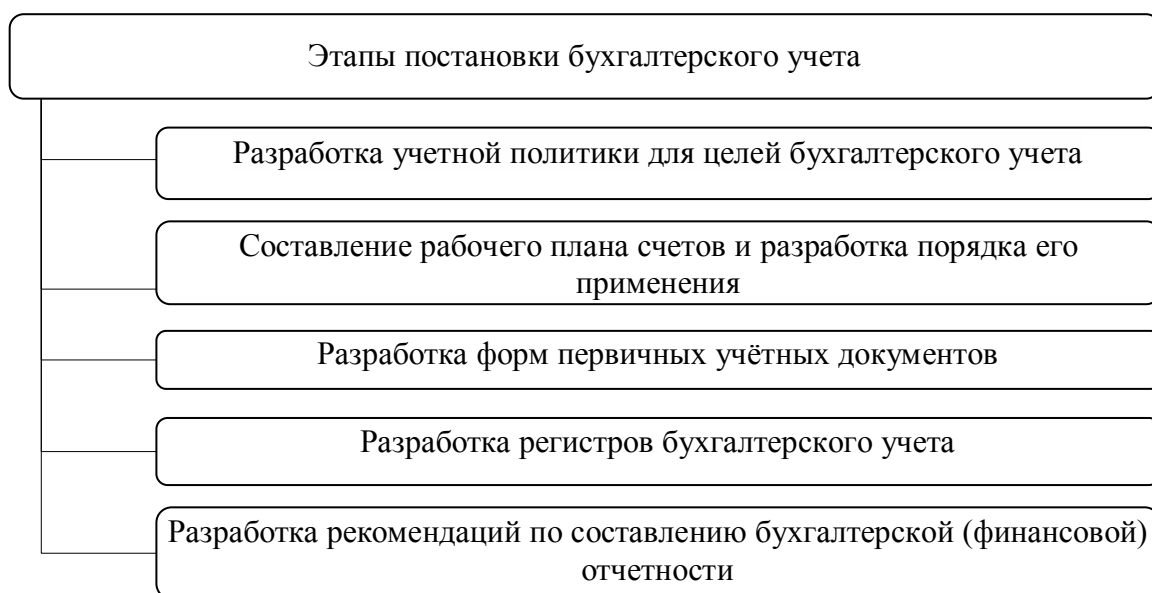 Этапы постановки бухгалтерского учета
Разработка учетной политики для целей бухгалтерского учета
Составление рабочего плана счетов и разработка порядка его
применения
Разработка форм первичных учётных документов
Разработка регистров бухгалтерского учета
Разработка рекомендаций по составлению бухгалтерской (финансовой)
отчетности